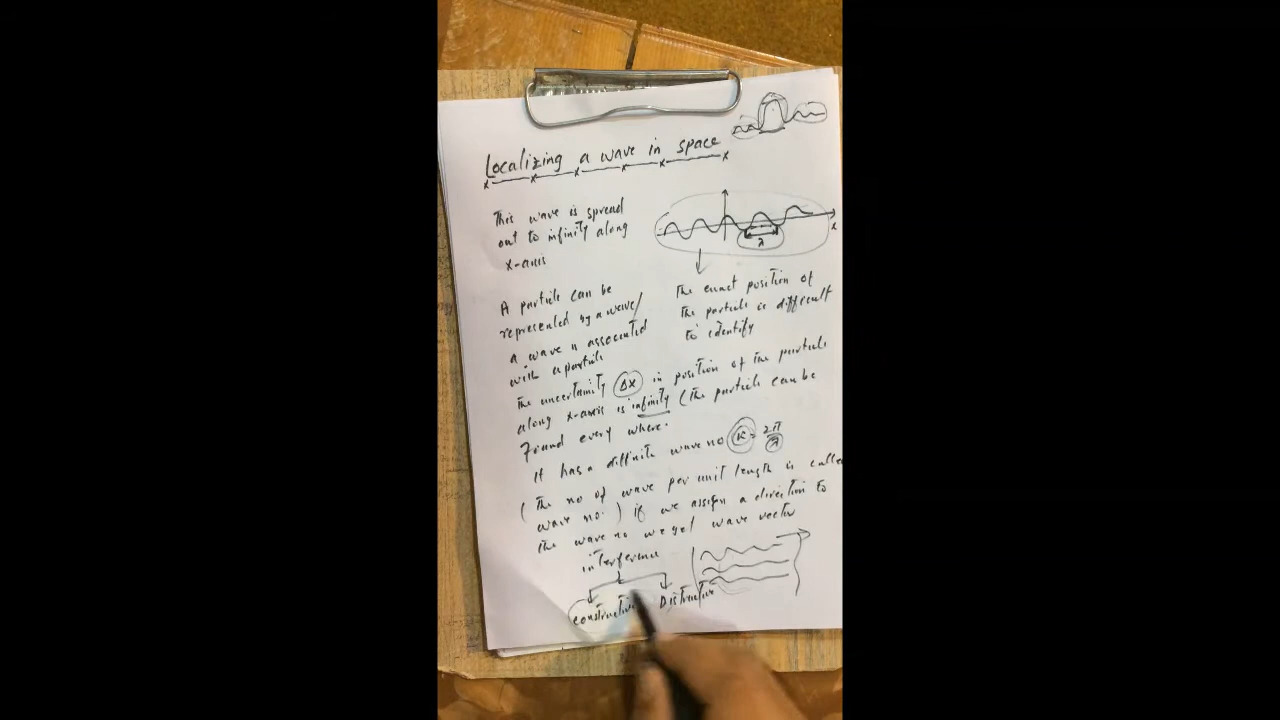 Localizing a wave in space
This wave is spread
out to infinity along
x-axis
x
λ
A particle can be
represented by a wave/
a wave is associated
with a particle
The exact position of
the particle is difficult
to identify
The uncertainity Δx in position of the particle
along x-axis is infinity (The particle can be
Found every where.
It has a diffinite wave no K = 2π/λ
( The no of wave per unit length is called
wave no. ) if we assign a direction to
the wave no we get wave vector
interference
constructive Distructive